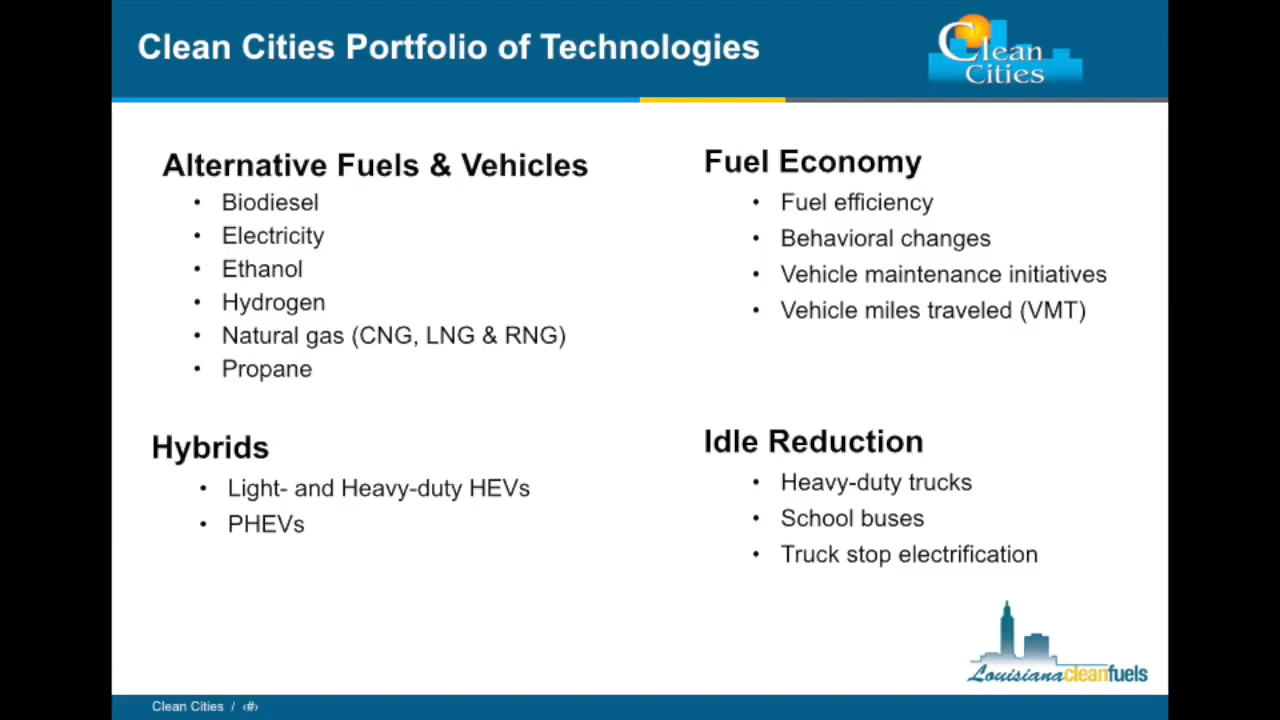 Clean Cities Portfolio of Technologies
Clean
Cities
Alternative Fuels & Vehicles
• Biodiesel
• Electricity
• Ethanol
• Hydrogen
• Natural gas (CNG, LNG & RNG)
• Propane
Hybrids
• Light- and Heavy-duty HEVs
• PHEVs
Fuel Economy
• Fuel efficiency
• Behavioral changes
• Vehicle maintenance initiatives
• Vehicle miles traveled (VMT)
Idle Reduction
• Heavy-duty trucks
• School buses
• Truck stop electrification
Louisianacleanfuels
Clean Cities / ‹#›